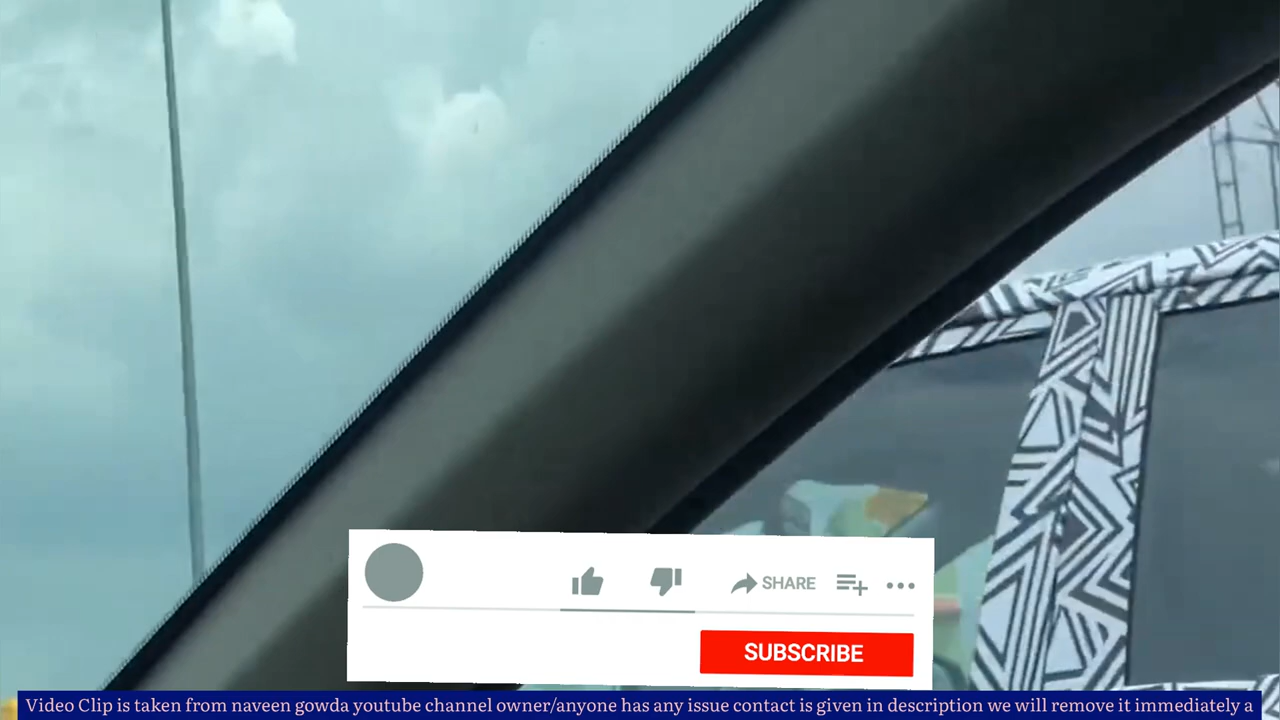 SHARE
SUBSCRIBE
Video Clip is taken from naveen gowda youtube channel owner/anyone has any issue contact is given in description we will remove it immediately a